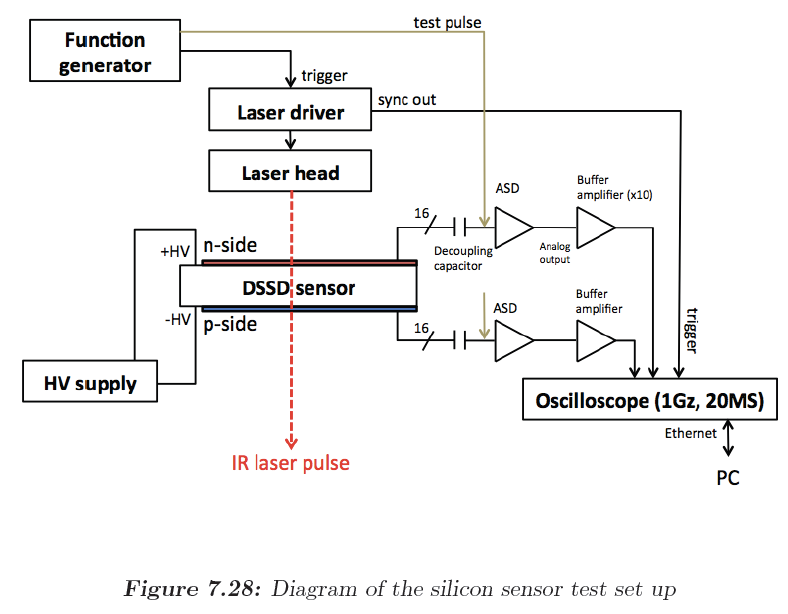 test pulse
Function
generator
trigger
sync out
Laser driver
Laser head
Buffer
amplifier (x10)
ASD
16
n-side
+HV
Decoupling
capacitor
Analog
output
DSSD sensor
-HV
p-side
16
ASD
Buffer
amplifier
trigger
HV supply
Oscilloscope (1Gz, 20MS)
Ethernet
IR laser pulse
PC
Figure 7.28: Diagram of the silicon sensor test set up